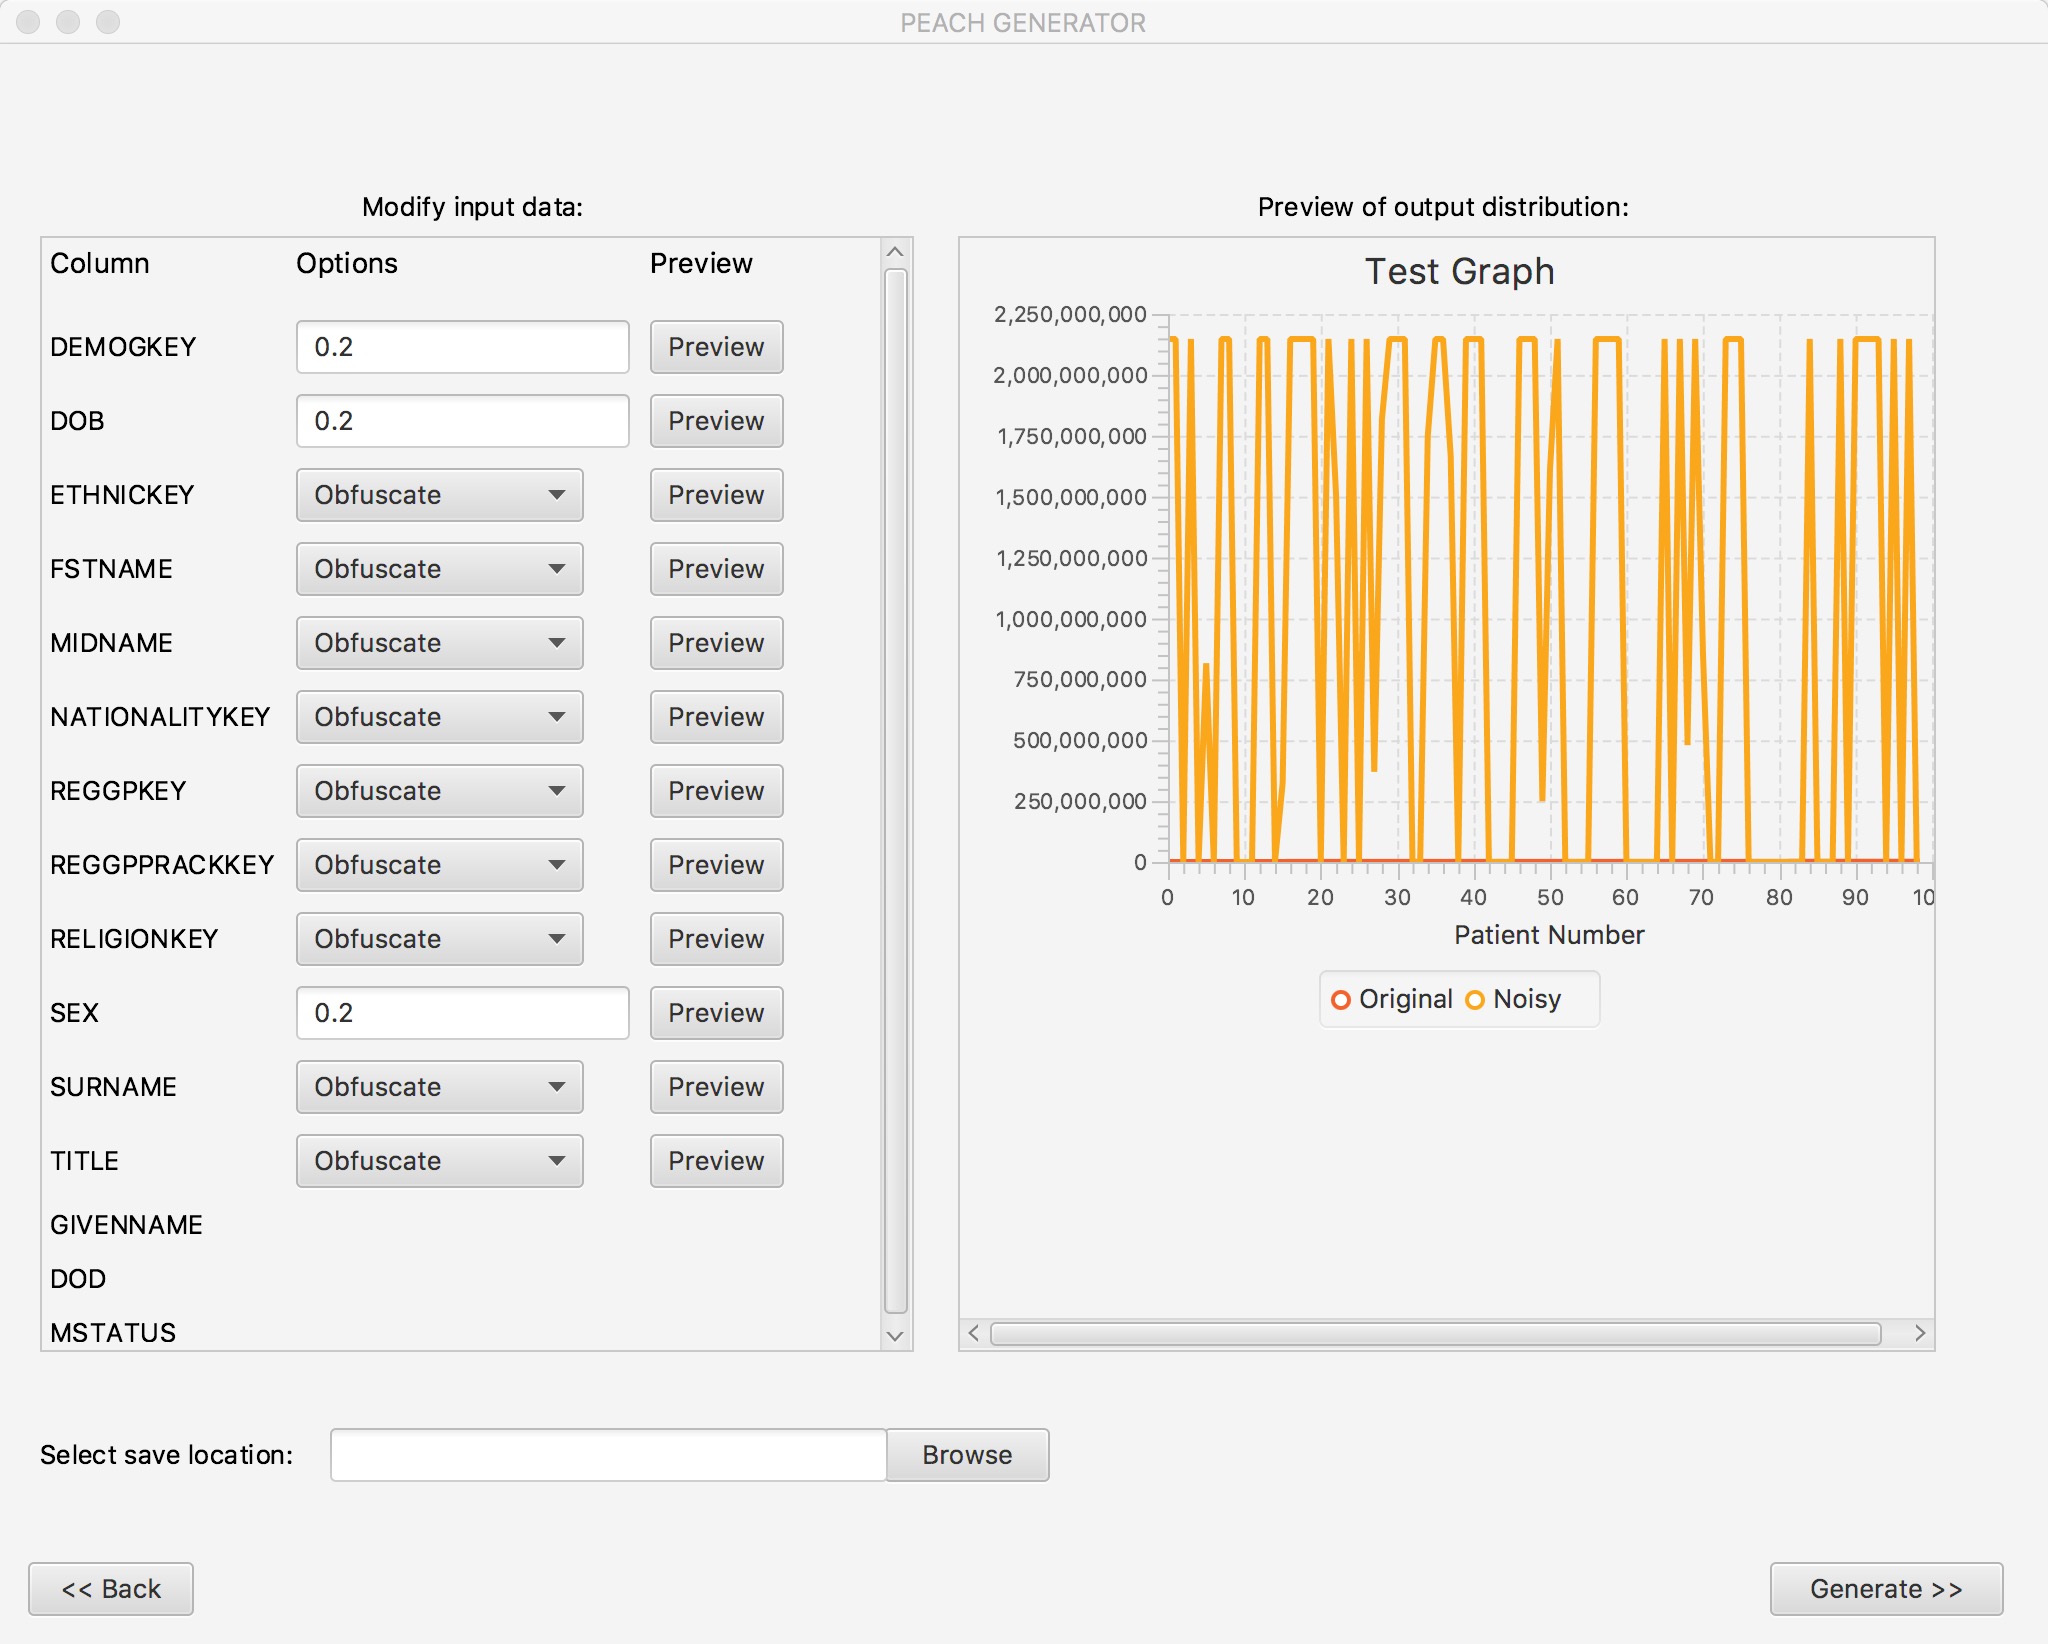 PEACH GENERATOR
Modify input data:
Column Options Preview
DEMOGKEY 0.2 Preview
DOB 0.2 Preview
ETHNICKEY Obfuscate Preview
FSTNAME Obfuscate Preview
MIDNAME Obfuscate Preview
NATIONALITYKEY Obfuscate Preview
REGGPKEY Obfuscate Preview
REGGPPRACKKEY Obfuscate Preview
RELIGIONKEY Obfuscate Preview
SEX 0.2 Preview
SURNAME Obfuscate Preview
TITLE Obfuscate Preview
GIVENNAME
DOD
MSTATUS
Preview of output distribution:
Test Graph
2,250,000,000
2,000,000,000
1,750,000,000
1,500,000,000
1,250,000,000
1,000,000,000
750,000,000
500,000,000
250,000,000
0
0 10 20 30 40 50 60 70 80 90 10
Patient Number
Original Noisy
Select save location: Browse
<< Back Generate >>